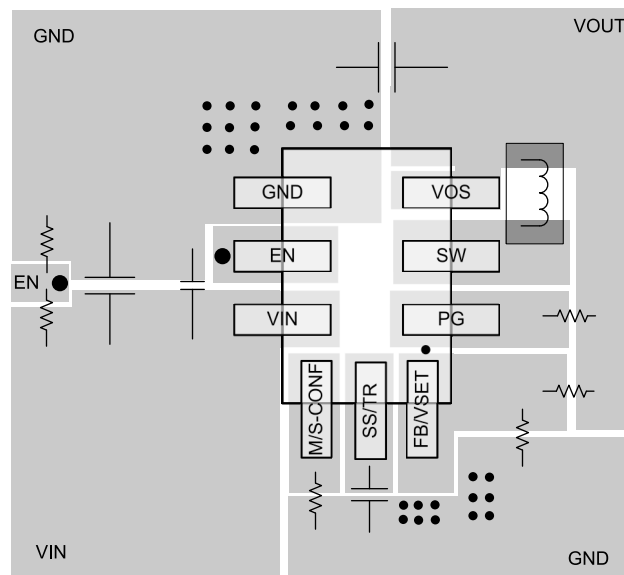 GND
VOUT
GND
VOS
EN
SW
EN
VIN
PG
M/S-CONF
SS/TR
FB/VSET
VIN
GND